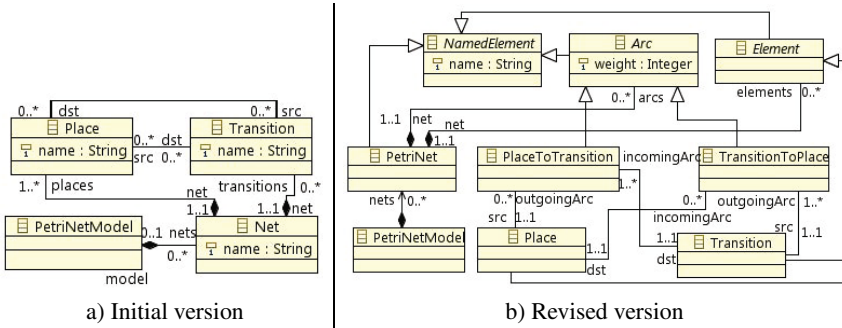 0..* dst 0..* src
Place
name : String
0..* dst
src 0..*
Transition
name : String
1..* places
net
1..1
transitions 0..*
1..1 net
PetriNetModel
0..1 nets
0..*
model
Net
name : String
a) Initial version
NamedElement
name : String
Arc
weight : Integer
Element
0..* arcs
elements 0..*
1..1 net
1..1
PetriNet
PlaceToTransition
incomingArc
TransitionToPlace
nets 0..*
0..* outgoingArc
1..*
0..*
outgoingArc 1..*
src 1..1
incomingArc
src 1..1
PetriNetModel
Place
1..1
dst
1..1
dst
Transition
b) Revised version